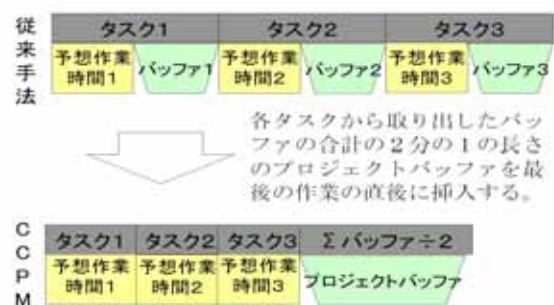 従来手法
タスク1 タスク2 タスク3
予想作業時間1 バッファ1 予想作業時間2 バッファ2 予想作業時間3 バッファ3
各タスクから取り出したバッ
ファの合計の2分の1の長さ
のプロジェクトバッファを最
後の作業の直後に挿入する。
CCPM
タスク1 タスク2 タスク3 Σバッファ÷2
予想作業時間1 予想作業時間2 予想作業時間3 プロジェクトバッファ